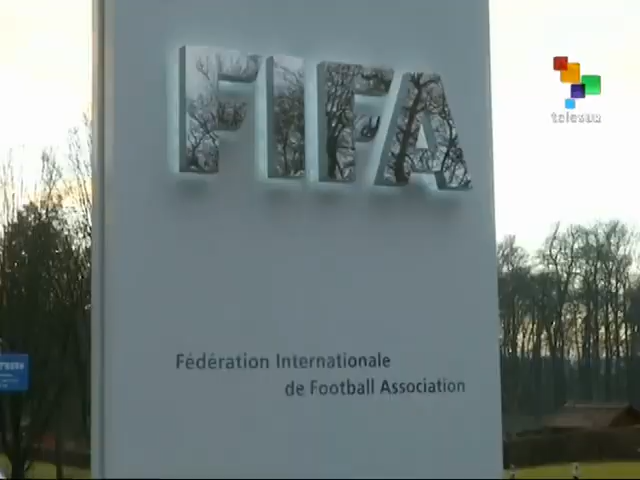 FIFA
telesur
Fédération Internationale
de Football Association